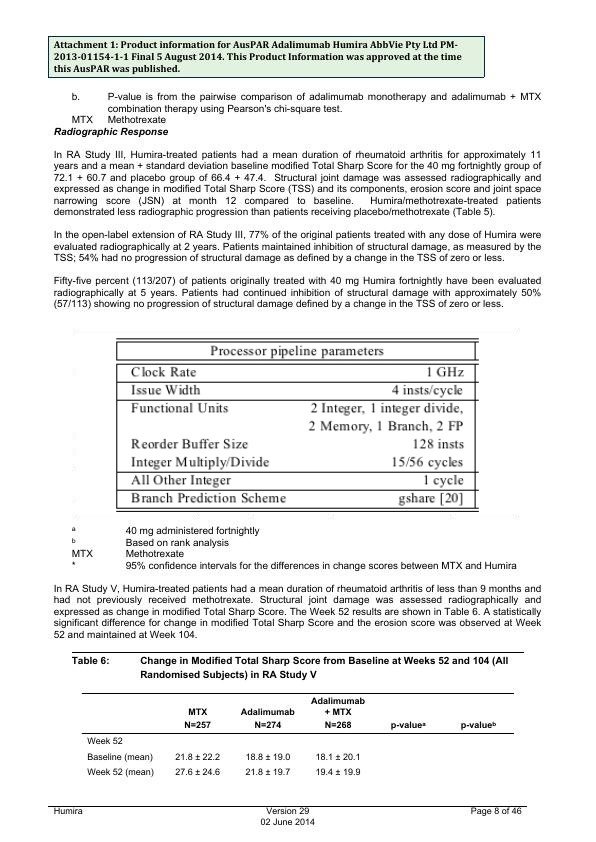 Attachment 1: Product information for AusPAR Adalimumab Humira AbbVie Pty Ltd PM-
2013-01154-1-1 Final 5 August 2014. This Product Information was approved at the time
this AusPAR was published.
b. P-value is from the pairwise comparison of adalimumab monotherapy and adalimumab + MTX
combination therapy using Pearson's chi-square test.
MTX Methotrexate
Radiographic Response
In RA Study III, Humira-treated patients had a mean duration of rheumatoid arthritis for approximately 11
years and a mean + standard deviation baseline modified Total Sharp Score for the 40 mg fortnightly group of
72.1 + 60.7 and placebo group of 66.4 + 47.4. Structural joint damage was assessed radiographically and
expressed as change in modified Total Sharp Score (TSS) and its components, erosion score and joint space
narrowing score (JSN) at month 12 compared to baseline. Humira/methotrexate-treated patients
demonstrated less radiographic progression than patients receiving placebo/methotrexate (Table 5).
In the open-label extension of RA Study III, 77% of the original patients treated with any dose of Humira were
evaluated radiographically at 2 years. Patients maintained inhibition of structural damage, as measured by the
TSS; 54% had no progression of structural damage as defined by a change in the TSS of zero or less.
Fifty-five percent (113/207) of patients originally treated with 40 mg Humira fortnightly have been evaluated
radiographically at 5 years. Patients had continued inhibition of structural damage with approximately 50%
(57/113) showing no progression of structural damage defined by a change in the TSS of zero or less.
Processor pipeline parameters
Clock Rate 1 GHz
Issue Width 4 insts/cycle
Functional Units 2 Integer, 1 integer divide,
2 Memory, 1 Branch, 2 FP
Reorder Buffer Size 128 insts
Integer Multiply/Divide 15/56 cycles
All Other Integer 1 cycle
Branch Prediction Scheme gshare [20]
a 40 mg administered fortnightly
b Based on rank analysis
MTX Methotrexate
* 95% confidence intervals for the differences in change scores between MTX and Humira
In RA Study V, Humira-treated patients had a mean duration of rheumatoid arthritis of less than 9 months and
had not previously received methotrexate. Structural joint damage was assessed radiographically and
expressed as change in modified Total Sharp Score. The Week 52 results are shown in Table 6. A statistically
significant difference for change in modified Total Sharp Score and the erosion score was observed at Week
52 and maintained at Week 104.
Table 6: Change in Modified Total Sharp Score from Baseline at Weeks 52 and 104 (All
Randomised Subjects) in RA Study V
Adalimumab
MTX Adalimumab + MTX
N=257 N=274 N=268 p-valueᵃ p-valueᵇ
Week 52
Baseline (mean) 21.8 ± 22.2 18.8 ± 19.0 18.1 ± 20.1
Week 52 (mean) 27.6 ± 24.6 21.8 ± 19.7 19.4 ± 19.9
Humira Version 29 Page 8 of 46
02 June 2014